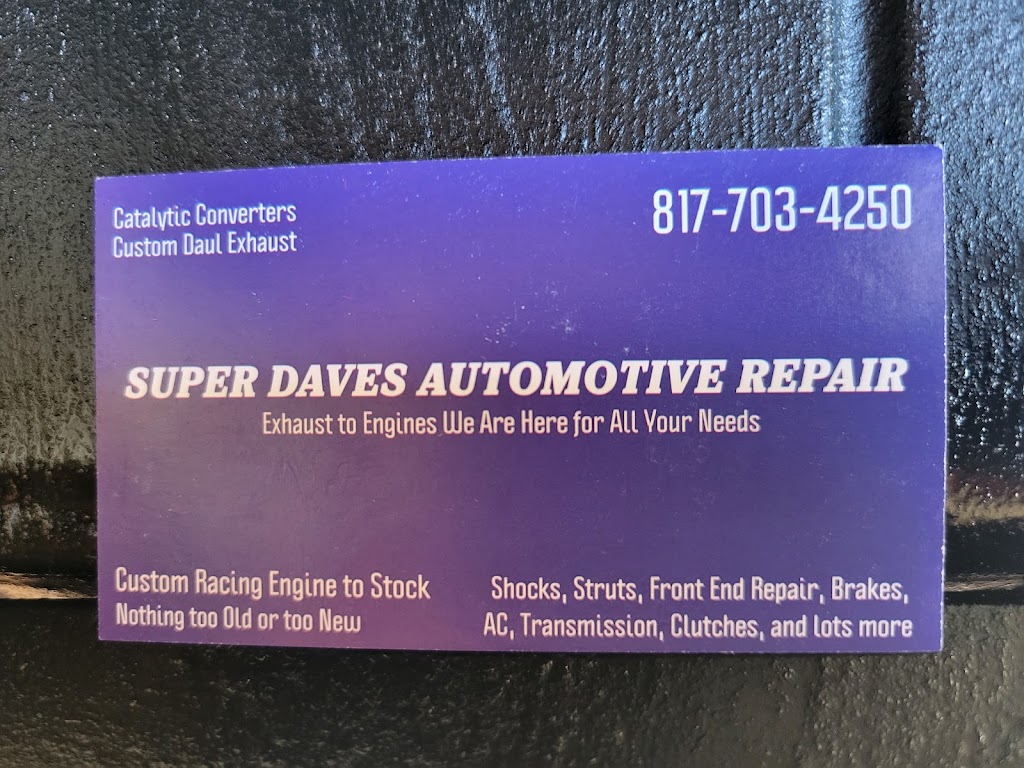 Catalytic Converters
Custom Daul Exhaust
817-703-4250
SUPER DAVES AUTOMOTIVE REPAIR
Exhaust to Engines We Are Here for All Your Needs
Custom Racing Engine to Stock
Nothing too Old or too New
Shocks, Struts, Front End Repair, Brakes,
AC, Transmission, Clutches, and lots more